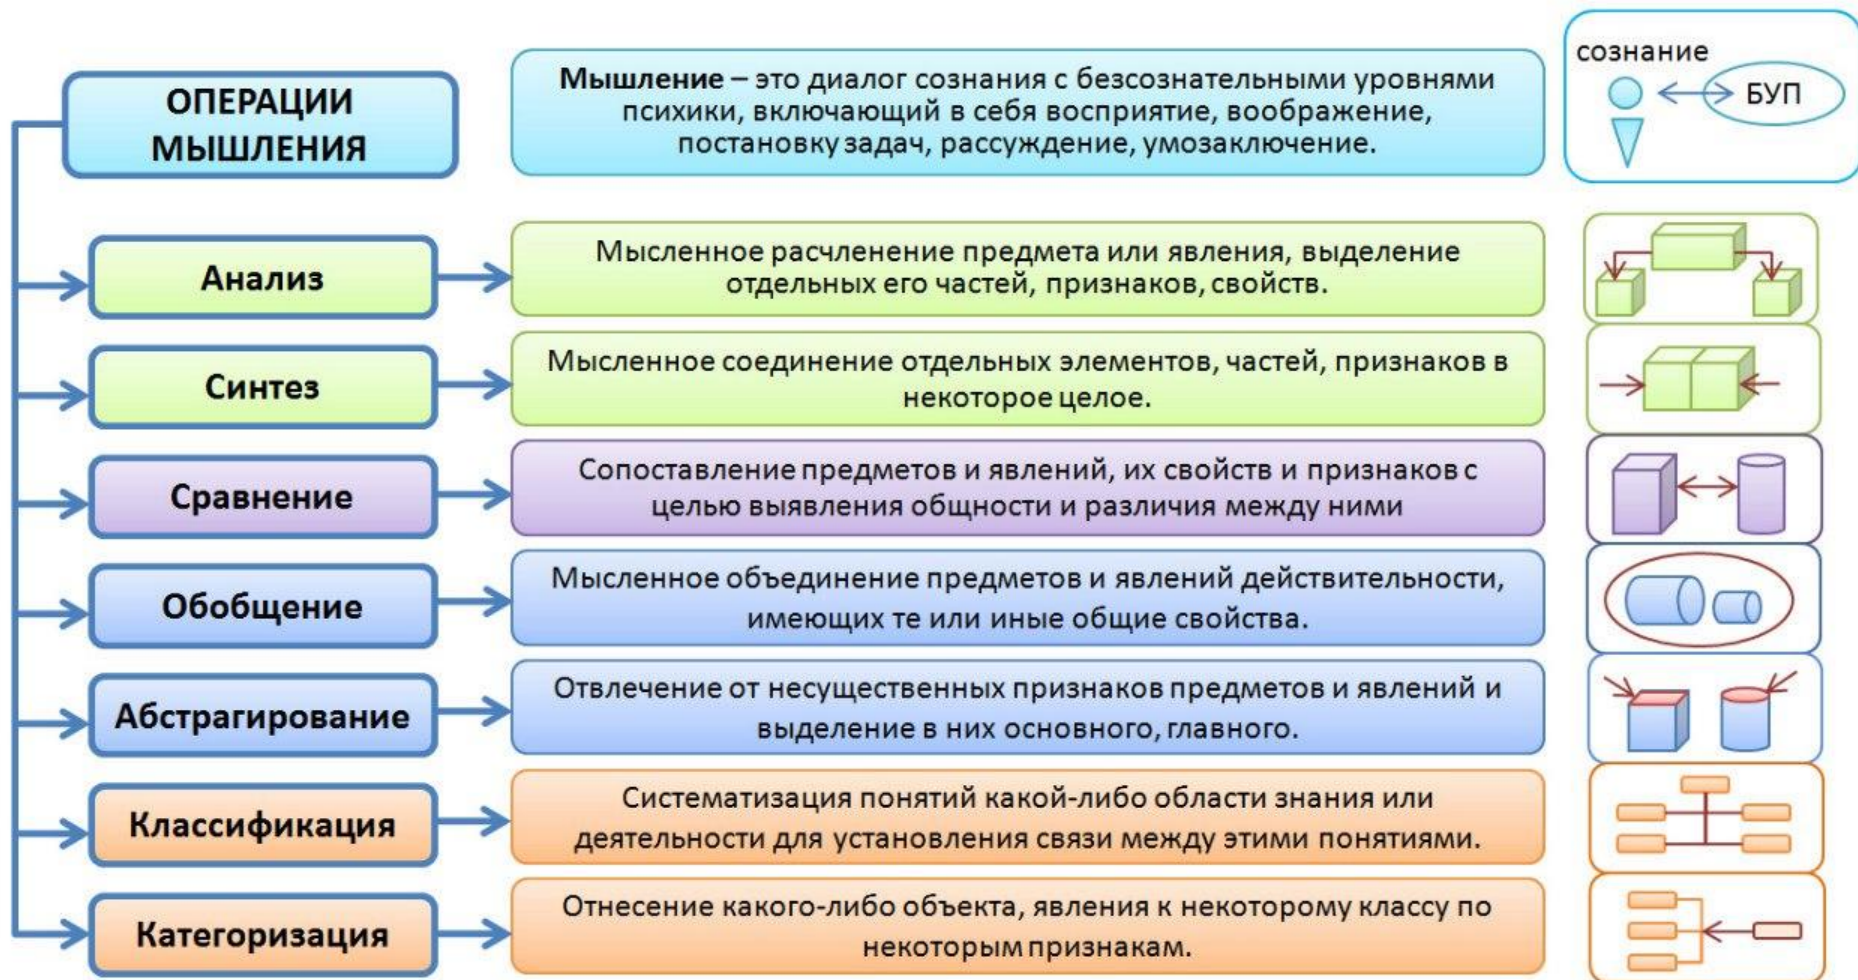 ОПЕРАЦИИ
МЫШЛЕНИЯ
Мышление – это диалог сознания с безсознательными уровнями
психики, включающий в себя восприятие, воображение,
постановку задач, рассуждение, умозаключение.
сознание
БУП
Анализ
Мысленное расчленение предмета или явления, выделение
отдельных его частей, признаков, свойств.
Синтез
Мысленное соединение отдельных элементов, частей, признаков в
некоторое целое.
Сравнение
Сопоставление предметов и явлений, их свойств и признаков с
целью выявления общности и различия между ними
Обобщение
Мысленное объединение предметов и явлений действительности,
имеющих те или иные общие свойства.
Абстрагирование
Отвлечение от несущественных признаков предметов и явлений и
выделение в них основного, главного.
Классификация
Систематизация понятий какой-либо области знания или
деятельности для установления связи между этими понятиями.
Категоризация
Отнесение какого-либо объекта, явления к некоторому классу по
некоторым признакам.